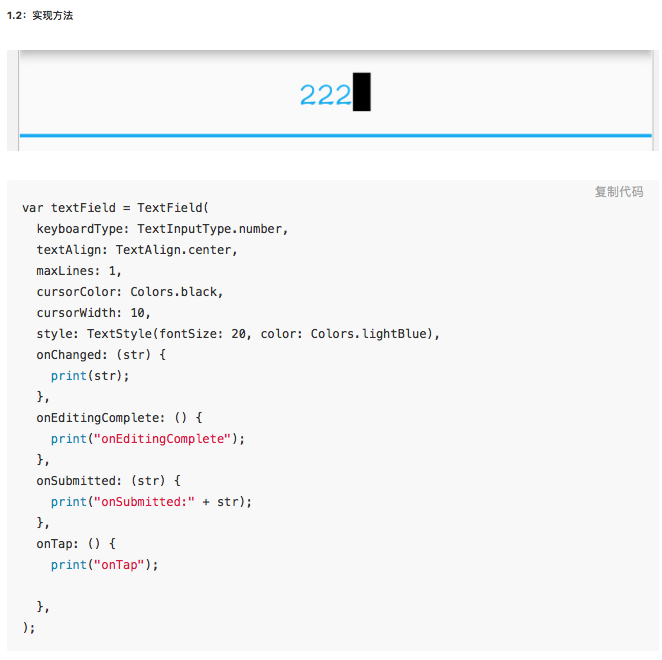 1.2：实现方法
222
复制代码
var textField = TextField(
  keyboardType: TextInputType.number,
  textAlign: TextAlign.center,
  maxLines: 1,
  cursorColor: Colors.black,
  cursorWidth: 10,
  style: TextStyle(fontSize: 20, color: Colors.lightBlue),
  onChanged: (str) {
    print(str);
  },
  onEditingComplete: () {
    print("onEditingComplete");
  },
  onSubmitted: (str) {
    print("onSubmitted:" + str);
  },
  onTap: () {
    print("onTap");

  },
);